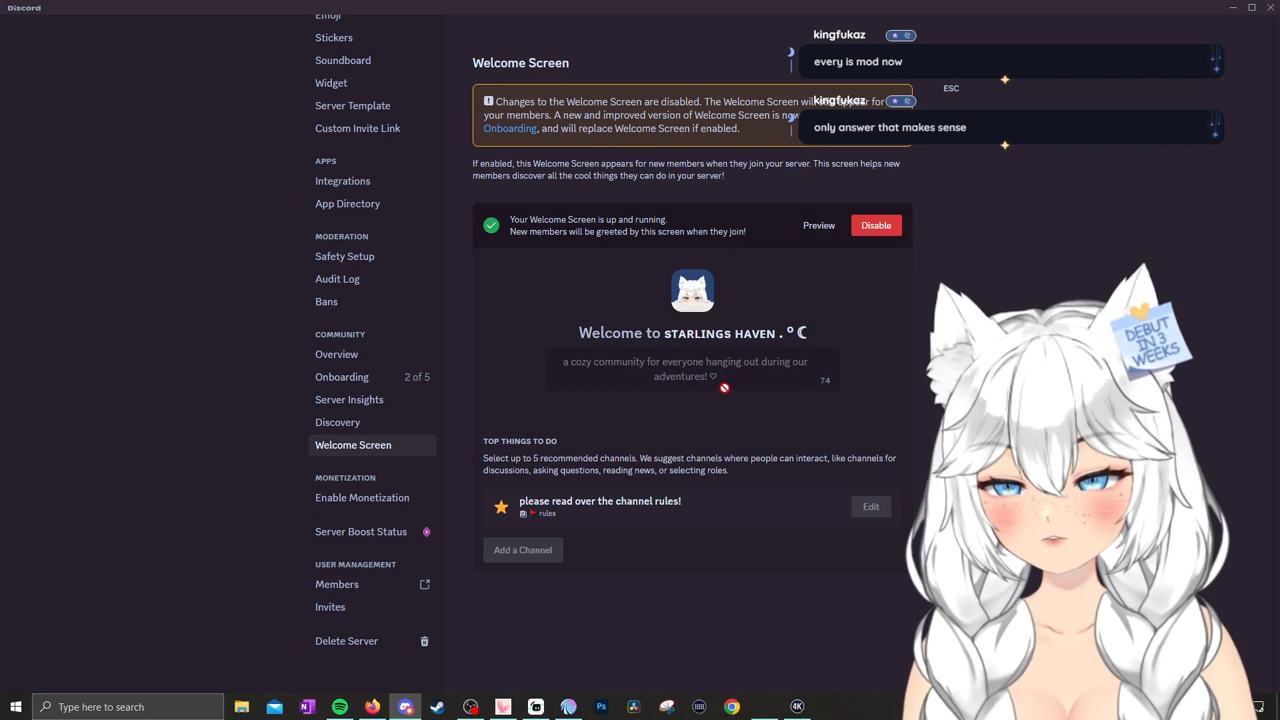 Discord
Emoji
Stickers
Soundboard
Widget
Server Template
Custom Invite Link
APPS
Integrations
App Directory
MODERATION
Safety Setup
Audit Log
Bans
COMMUNITY
Overview
Onboarding 2 of 5
Server Insights
Discovery
Welcome Screen
MONETIZATION
Enable Monetization
Server Boost Status
USER MANAGEMENT
Members
Invites
Delete Server
Welcome Screen
Changes to the Welcome Screen are disabled. The Welcome Screen will appear for
your members. A new and improved version of Welcome Screen is now
Onboarding, and will replace Welcome Screen if enabled.
If enabled, this Welcome Screen appears for new members when they join your server. This screen helps new
members discover all the cool things they can do in your server!
Your Welcome Screen is up and running.
New members will be greeted by this screen when they join!
Preview
Disable
Welcome to STARLINGS HAVEN . ° ☾
a cozy community for everyone hanging out during our
adventures! ♡
74
TOP THINGS TO DO
Select up to 5 recommended channels. We suggest channels where people can interact, like channels for
discussions, asking questions, reading news, or selecting roles.
please read over the channel rules!
rules
Edit
Add a Channel
kingfukaz
every is mod now
ESC
kingfukaz
only answer that makes sense
DEBUT
IN 3
WEEKS
Type here to search
Ps
4K